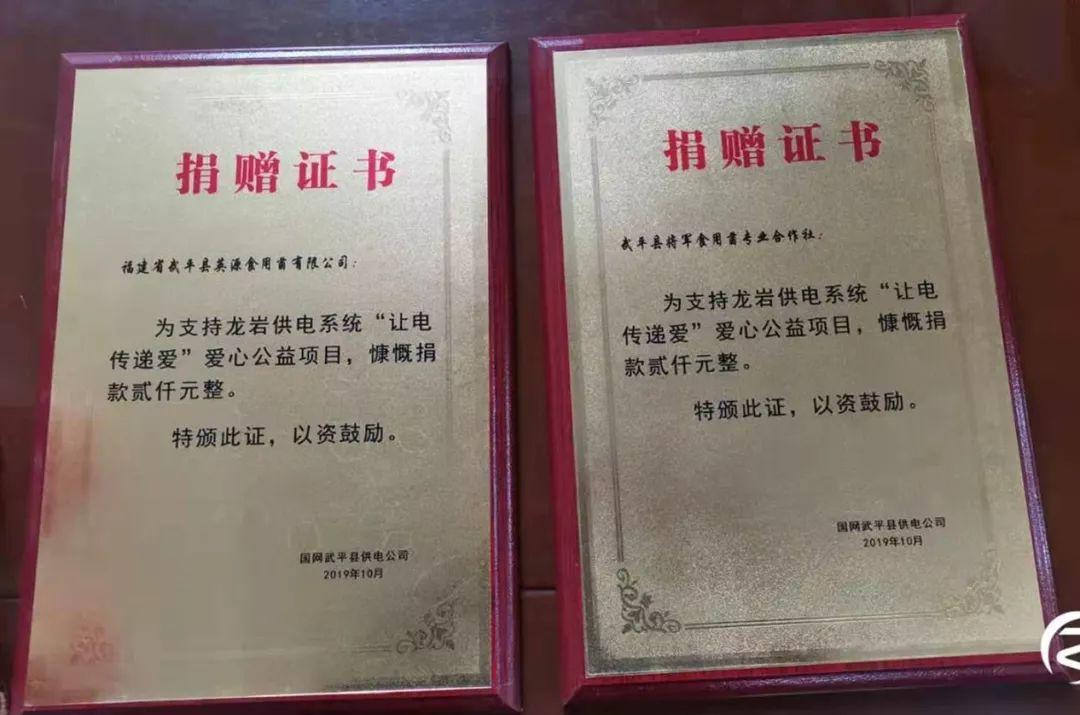 捐赠证书
福建省武平县英源食用菌有限公司：
为支持龙岩供电系统“让电
传递爱”爱心公益项目，慷慨捐
款贰仟元整。
特颁此证，以资鼓励。
国网武平县供电公司
2019年10月
捐赠证书
武平县将军食用菌专业合作社：
为支持龙岩供电系统“让电
传递爱”爱心公益项目，慷慨捐
款贰仟元整。
特颁此证，以资鼓励。
国网武平县供电公司
2019年10月